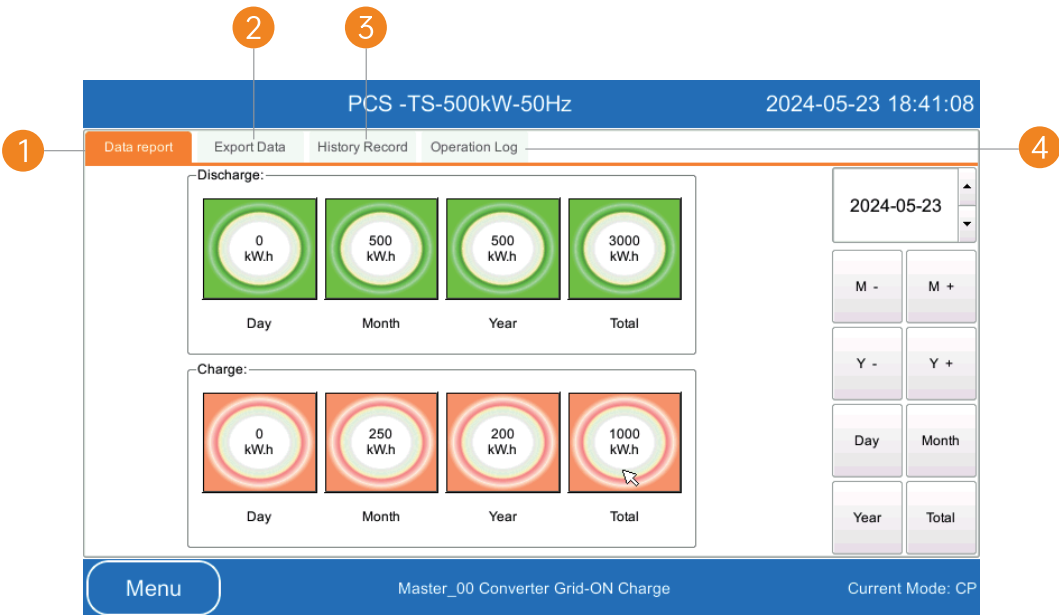 2
3
PCS -TS-500kW-50Hz
2024-05-23 18:41:08
1
Data report
Export Data
History Record
Operation Log
4
Discharge:
0
kW.h
500
kW.h
500
kW.h
3000
kW.h
Day
Month
Year
Total
Charge:
0
kW.h
250
kW.h
200
kW.h
1000
kW.h
Day
Month
Year
Total
2024-05-23
M -
M +
Y -
Y +
Day
Month
Year
Total
Menu
Master_00 Converter Grid-ON Charge
Current Mode: CP